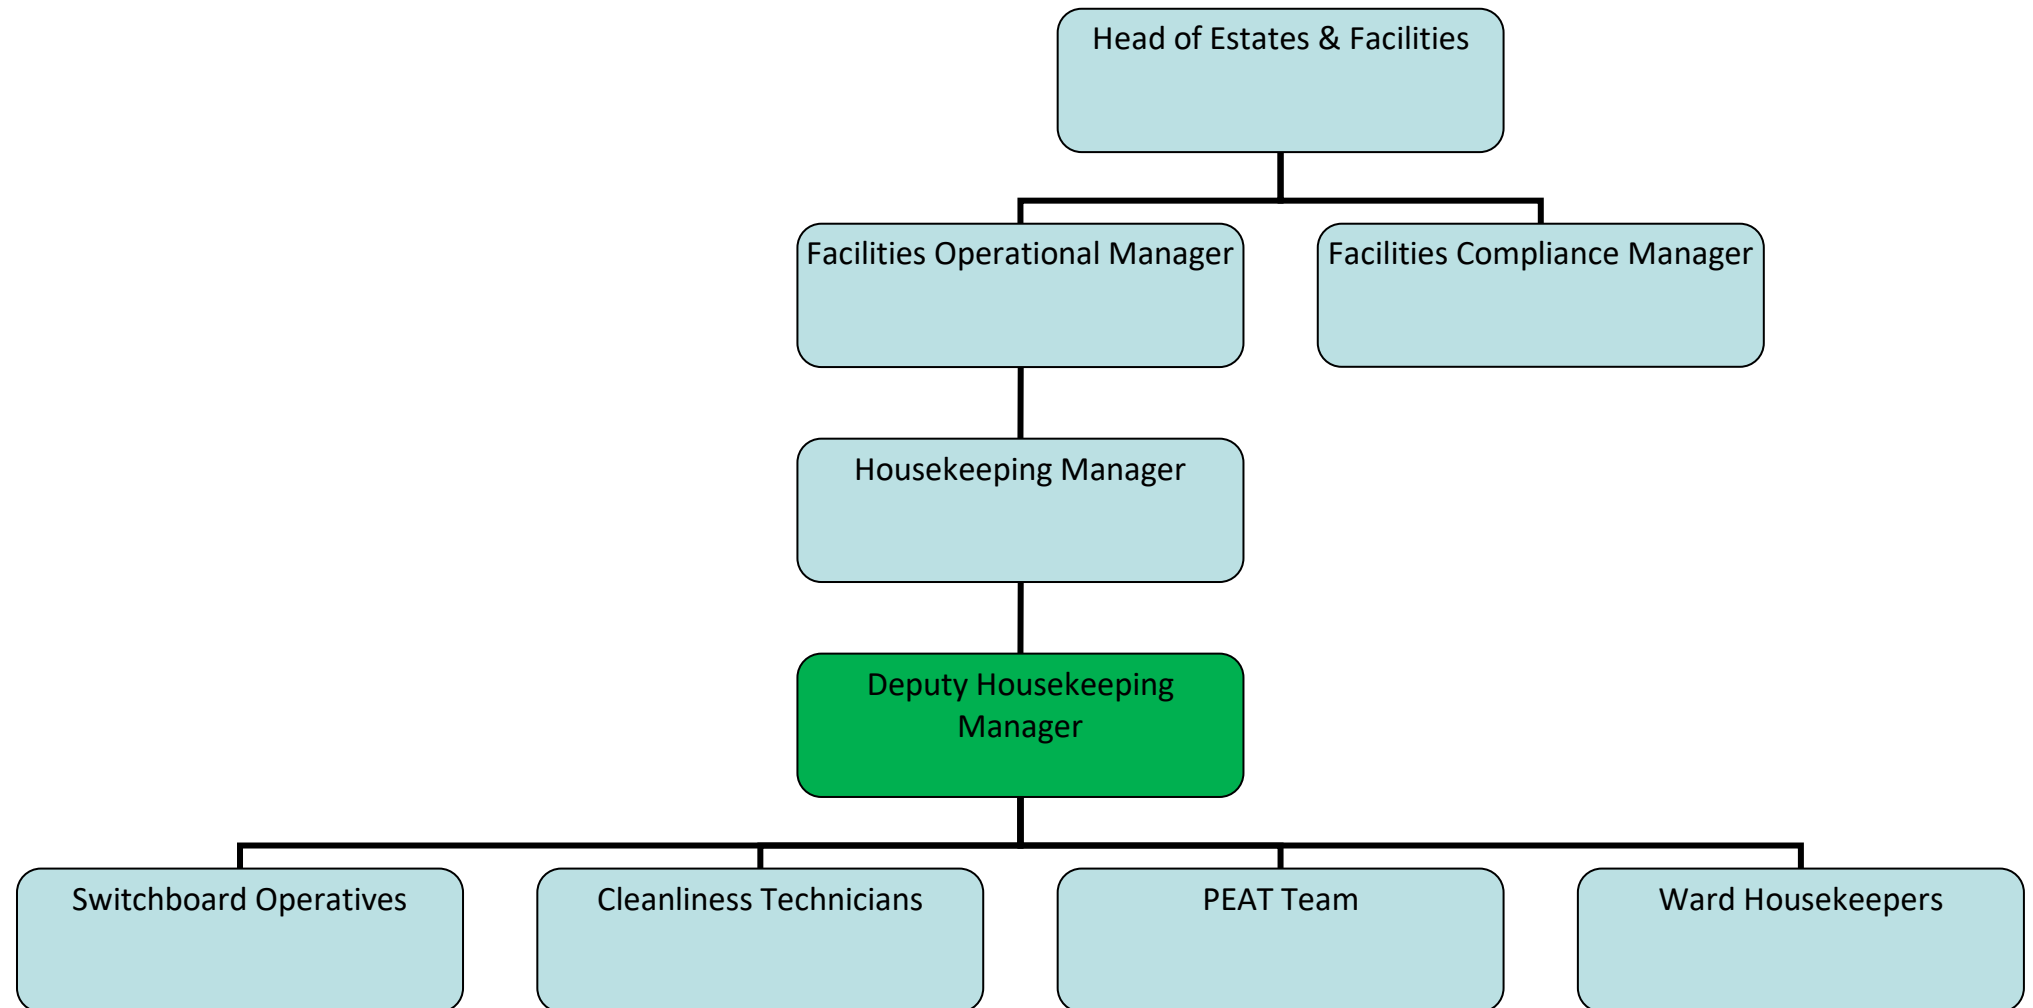 Head of Estates & Facilities
Facilities Operational Manager
Facilities Compliance Manager
Housekeeping Manager
Deputy Housekeeping
Manager
Switchboard Operatives
Cleanliness Technicians
PEAT Team
Ward Housekeepers